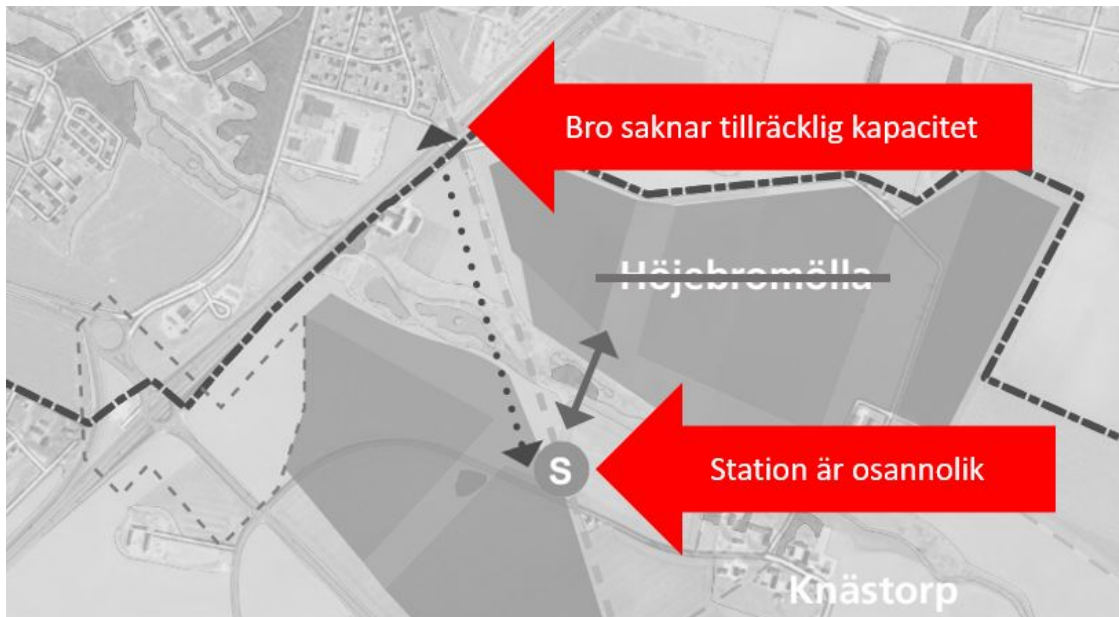 Bro saknar tillräcklig kapacitet
Höjebromölla
S
Station är osannolik
Knästorp